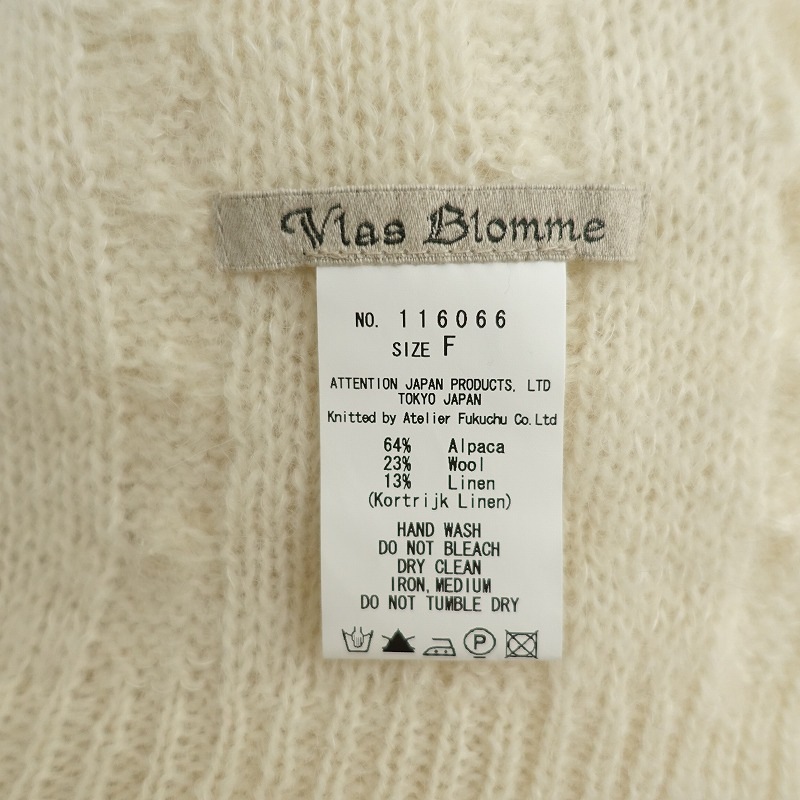 Vlas Blomme
NO. 116066
SIZE F
ATTENTION JAPAN PRODUCTS, LTD
TOKYO JAPAN
Knitted by Atelier Fukuchu Co.Ltd
64% Alpaca
23% Wool
13% Linen
(Kortrijk Linen)
HAND WASH
DO NOT BLEACH
DRY CLEAN
IRON, MEDIUM
DO NOT TUMBLE DRY
P